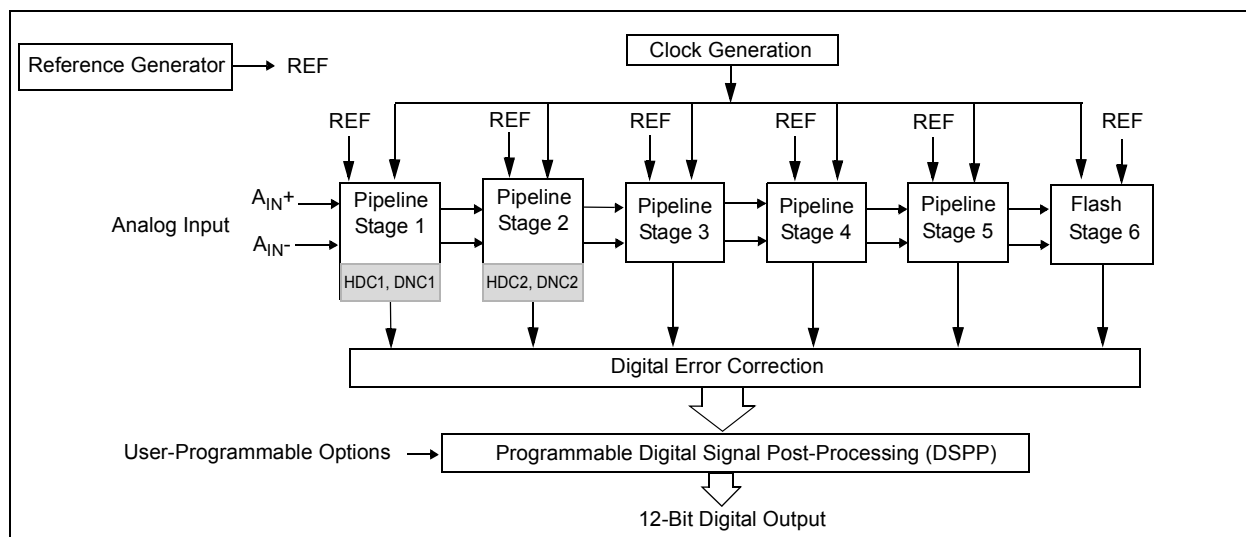 Clock Generation
Reference Generator
REF
REF
REF
REF
REF
REF
REF
Analog Input
AIN+
AIN-
Pipeline
Stage 1
HDC1, DNC1
Pipeline
Stage 2
HDC2, DNC2
Pipeline
Stage 3
Pipeline
Stage 4
Pipeline
Stage 5
Flash
Stage 6
Digital Error Correction
User-Programmable Options
Programmable Digital Signal Post-Processing (DSPP)
12-Bit Digital Output